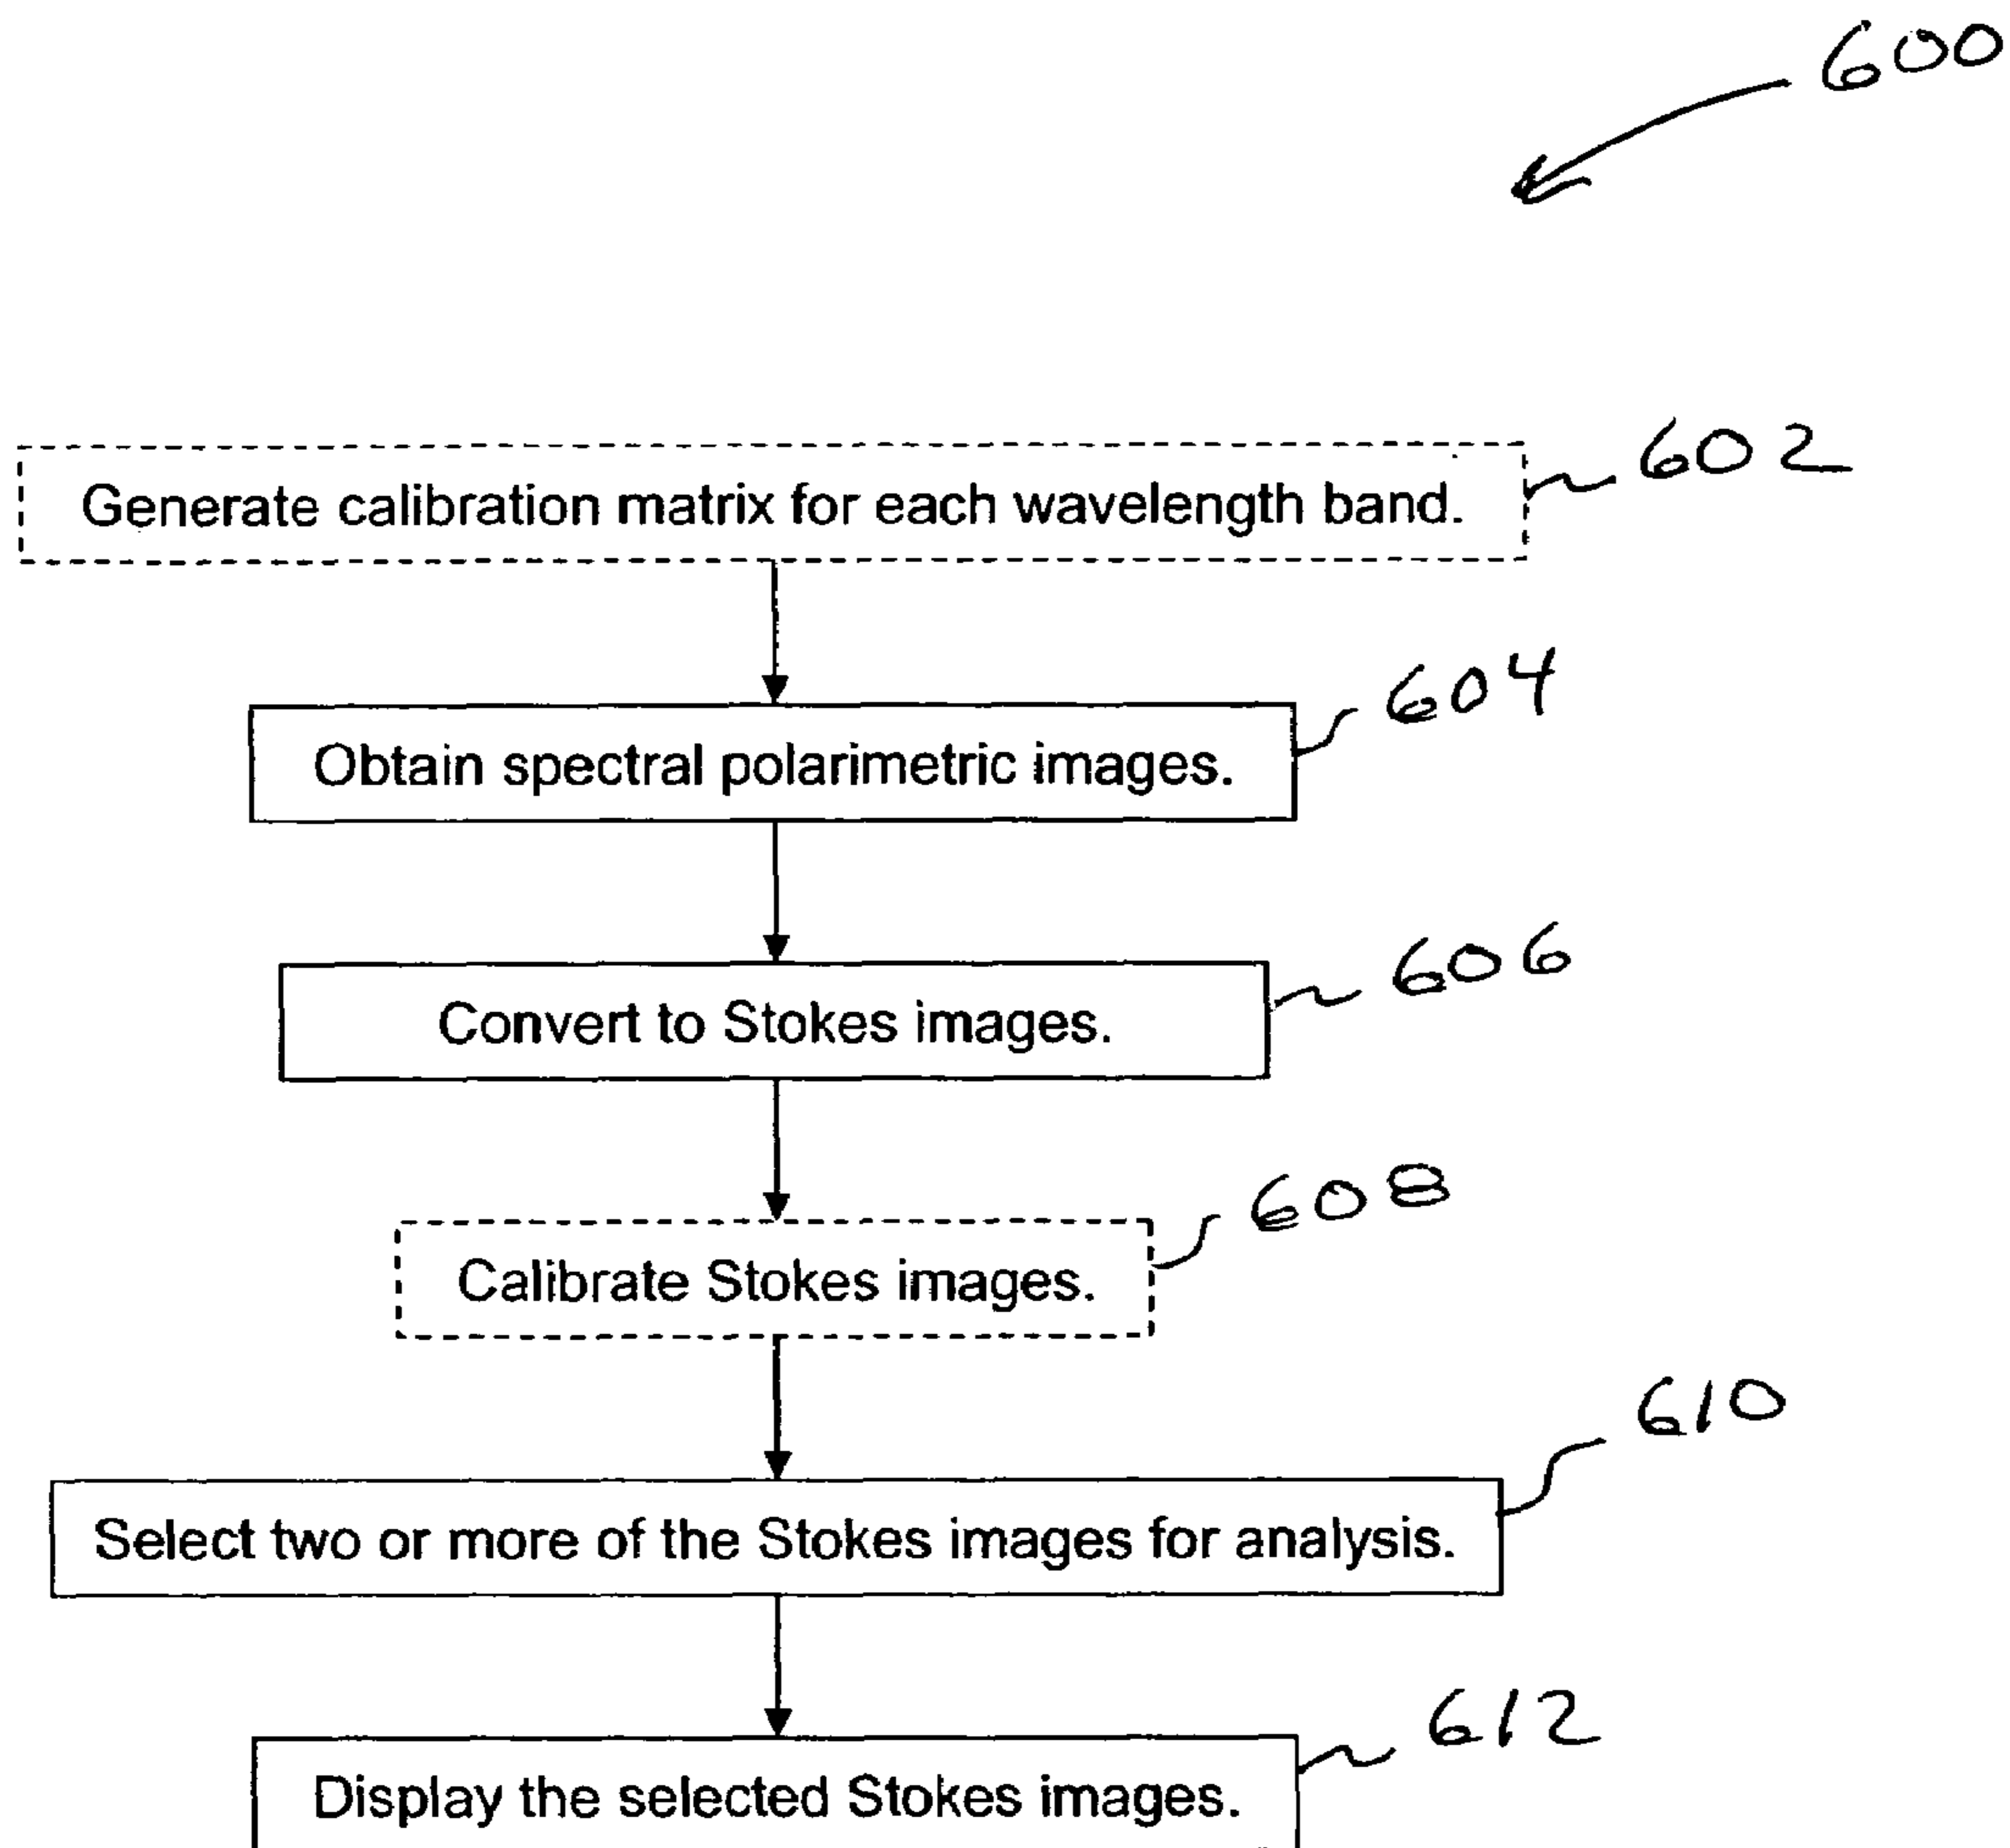 600
Generate calibration matrix for each wavelength band.
602
Obtain spectral polarimetric images.
604
Convert to Stokes images.
606
Calibrate Stokes images.
608
Select two or more of the Stokes images for analysis.
610
Display the selected Stokes images.
612